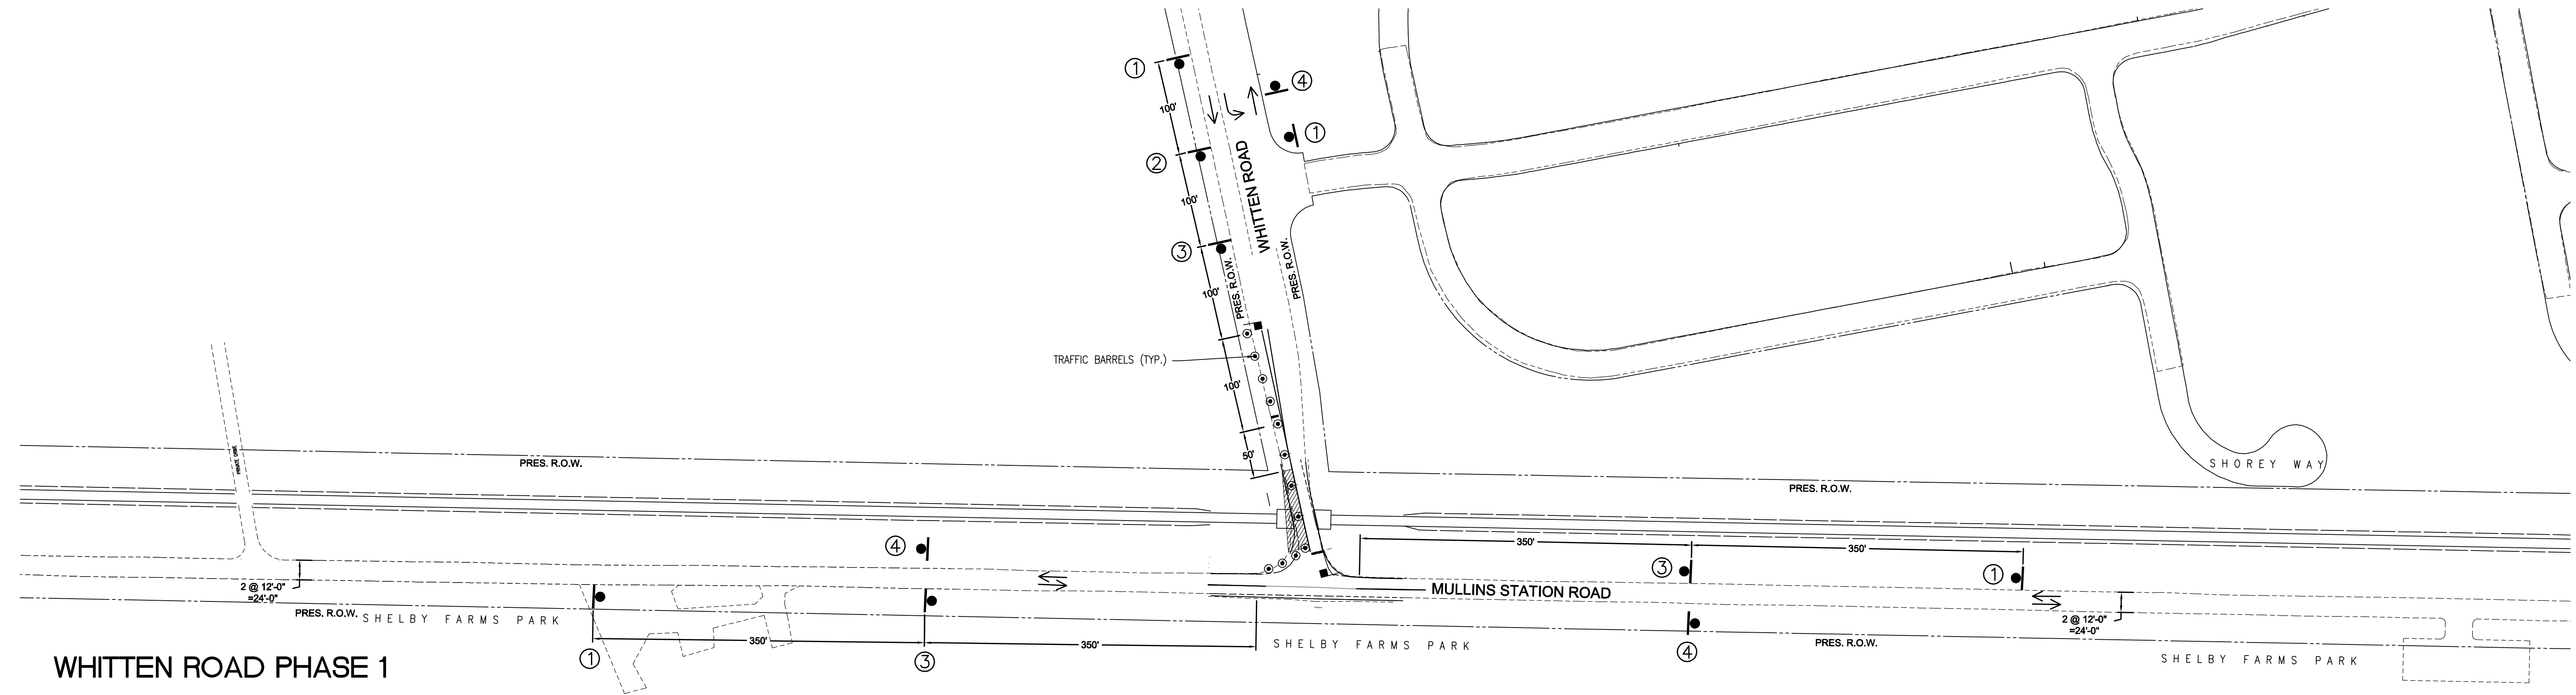 ①
④
100'
①
②
100'
WHITTEN ROAD
③
PRES. R.O.W.
PRES. R.O.W.
100'
TRAFFIC BARRELS (TYP.)
100'
50'
PRIVATE DRIVE
PRES. R.O.W.
SHOREY WAY
PRES. R.O.W.
④
350'
350'
③
①
2 @ 12'-0"
=24'-0"
MULLINS STATION ROAD
PRES. R.O.W.
SHELBY FARMS PARK
2 @ 12'-0"
=24'-0"
350'
350'
SHELBY FARMS PARK
PRES. R.O.W.
①
③
④
SHELBY FARMS PARK
WHITTEN ROAD PHASE 1